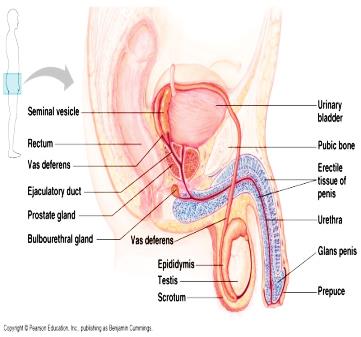 Seminal vesicle
Rectum
Vas deferens
Ejaculatory duct
Prostate gland
Bulbourethral gland
Vas deferens
Epididymis
Testis
Scrotum
Urinary
bladder
Pubic bone
Erectile
tissue of
penis
Urethra
Glans penis
Prepuce
Copyright © Pearson Education, Inc., publishing as Benjamin Cummings.